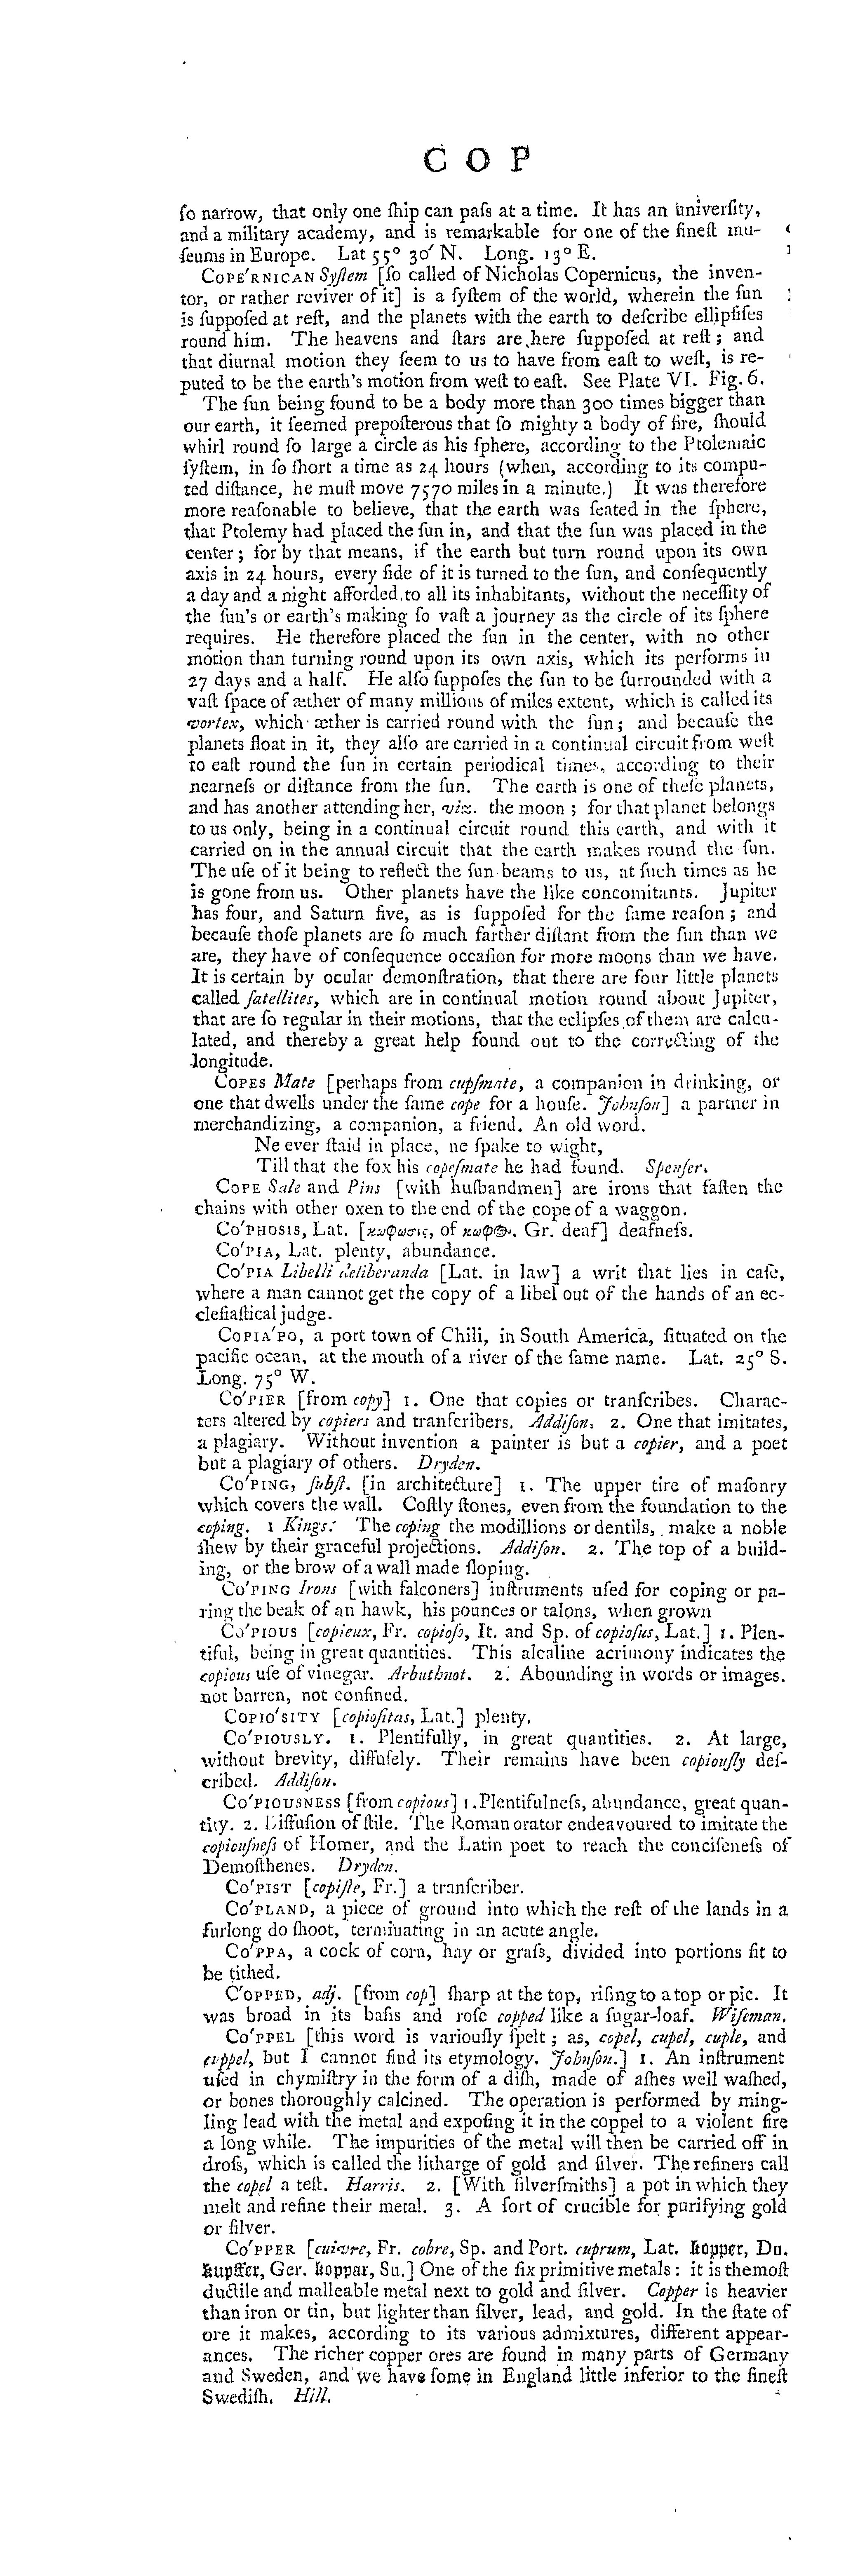 C O P
ſo narrow, that only one ſhip can paſs at a time. It has an univerſity,
and a military academy, and is remarkable for one of the fineſt mu-
ſeums in Europe. Lat 55° 30′ N. Long. 13° E.
COPE′RNICAN Syſtem [ſo called of Nicholas Copernicus, the inven-
tor, or rather reviver of it] is a ſyſtem of the world, wherein the ſun
is ſuppoſed at reſt, and the planets with the earth to deſcribe ellipſiſes
round him. The heavens and ſtars are here ſuppoſed at reſt; and
that diurnal motion they ſeem to us to have from eaſt to weſt, is re-
puted to be the earth's motion from weſt to eaſt. See Plate VI. Fig. 6.
The ſun being found to be a body more than 300 times bigger than
our earth, it ſeemed prepoſterous that ſo mighty a body of fire, ſhould
whirl round ſo large a circle as his ſphere, according to the Ptolemaic
ſyſtem, in ſo ſhort a time as 24 hours (when, according to its compu-
ted diſtance, he muſt move 7570 miles in a minute.) It was therefore
more reaſonable to believe, that the earth was ſeated in the ſphere,
that Ptolemy had placed the ſun in, and that the ſun was placed in the
center; for by that means, if the earth but turn round upon its own
axis in 24 hours, every ſide of it is turned to the ſun, and conſequently
a day and a night afforded to all its inhabitants, without the neceſſity of
the ſun's or earth's making ſo vaſt a journey as the circle of its ſphere
requires. He therefore placed the ſun in the center, with no other
motion than turning round upon its own axis, which its performs in
27 days and a half. He alſo ſuppoſes the ſun to be ſurrounded with a
vaſt ſpace of æther of many millions of miles extent, which is called its
vortex, which æther is carried round with the ſun; and becauſe the
planets float in it, they alſo are carried in a continual circuit from weſt
to eaſt round the ſun in certain periodical times, according to their
nearneſs or diſtance from the ſun. The earth is one of theſe planets,
and has another attending her, viz. the moon; for that planet belongs
to us only, being in a continual circuit round this earth, and with it
carried on in the annual circuit that the earth makes round the ſun.
The uſe of it being to reflect the ſun-beams to us, at ſuch times as he
is gone from us. Other planets have the like concomitants. Jupiter
has four, and Saturn five, as is ſuppoſed for the ſame reaſon; and
becauſe thoſe planets are ſo much farther diſtant from the ſun than we
are, they have of conſequence occaſion for more moons than we have.
It is certain by ocular demonſtration, that there are four little planets
called ſatellites, which are in continual motion round about Jupiter,
that are ſo regular in their motions, that the eclipſes of them are calcu-
lated, and thereby a great help found out to the correcting of the
longitude.
COPES Mate [perhaps from cupſmate, a companion in drinking, or
one that dwells under the ſame cope for a houſe. Johnſon] a partner in
merchandizing, a companion, a friend. An old word.
Ne ever ſtaid in place, ne ſpake to wight,
Till that the fox his copeſmate he had found. Spenſer.
COPE Sale and Pins [with huſbandmen] are irons that faſten the
chains with other oxen to the end of the cope of a waggon.
CO′PHOSIS, Lat. [κωφωσις, of κωφος. Gr. deaf] deafneſs.
CO′PIA, Lat. plenty, abundance.
CO′PIA Libelli deliberanda [Lat. in law] a writ that lies in caſe,
where a man cannot get the copy of a libel out of the hands of an ec-
cleſiaſtical judge.
COPIA′PO, a port town of Chili, in South America, ſituated on the
pacific ocean, at the mouth of a river of the ſame name. Lat. 25° S.
Long. 75° W.
CO′PIER [from copy] 1. One that copies or tranſcribes. Charac-
ters altered by copiers and tranſcribers. Addiſon. 2. One that imitates,
a plagiary. Without invention a painter is but a copier, and a poet
but a plagiary of others. Dryden.
CO′PING, ſubſt. [in architecture] 1. The upper tire of maſonry
which covers the wall. Coſtly ſtones, even from the foundation to the
coping. 1 Kings. The coping the modillions or dentils, make a noble
ſhew by their graceful projections. Addiſon. 2. The top of a build-
ing, or the brow of a wall made ſloping.
CO′PING Irons [with falconers] inſtruments uſed for coping or pa-
ring the beak of an hawk, his pounces or talons, when grown
CO′PIOUS [copieux, Fr. copioſo, It. and Sp. of copioſus, Lat.] 1. Plen-
tiful, being in great quantities. This alcaline acrimony indicates the
copious uſe of vinegar. Arbuthnot. 2. Abounding in words or images.
not barren, not confined.
COPIO′SITY [copioſitas, Lat.] plenty.
CO′PIOUSLY. 1. Plentifully, in great quantities. 2. At large,
without brevity, diffuſely. Their remains have been copiouſly deſ-
cribed. Addiſon.
CO′PIOUSNESS [from copious] 1. Plentifulneſs, abundance, great quan-
tity. 2. Diffuſion of ſtile. The Roman orator endeavoured to imitate the
copiouſneſs of Homer, and the Latin poet to reach the conciſeneſs of
Demoſthenes. Dryden.
CO′PIST [copiſte, Fr.] a tranſcriber.
CO′PLAND, a piece of ground into which the reſt of the lands in a
furlong do ſhoot, terminating in an acute angle.
CO′PPA, a cock of corn, hay or graſs, divided into portions fit to
be tithed.
C′OPPED, adj. [from cop] ſharp at the top, riſing to a top or pic. It
was broad in its baſis and roſe copped like a ſugar-loaf. Wiſeman.
CO′PPEL [this word is variouſly ſpelt; as, copel, cupel, cuple, and
cuppel, but I cannot find its etymology. Johnſon.] 1. An inſtrument
uſed in chymiſtry in the form of a diſh, made of aſhes well waſhed,
or bones thoroughly calcined. The operation is performed by ming-
ling lead with the metal and expoſing it in the coppel to a violent fire
a long while. The impurities of the metal will then be carried off in
droſs, which is called the litharge of gold and ſilver. The refiners call
the copel a teſt. Harris. 2. [With ſilverſmiths] a pot in which they
melt and refine their metal. 3. A ſort of crucible for purifying gold
or ſilver.
CO′PPER [cuivre, Fr. cobre, Sp. and Port. cuprum, Lat. kopper, Du.
kupffer, Ger. koppar, Su.] One of the ſix primitive metals: it is the moſt
ductile and malleable metal next to gold and ſilver. Copper is heavier
than iron or tin, but lighter than ſilver, lead, and gold. In the ſtate of
ore it makes, according to its various admixtures, different appear-
ances. The richer copper ores are found in many parts of Germany
and Sweden, and we have ſome in England little inferior to the fineſt
Swediſh. Hill.